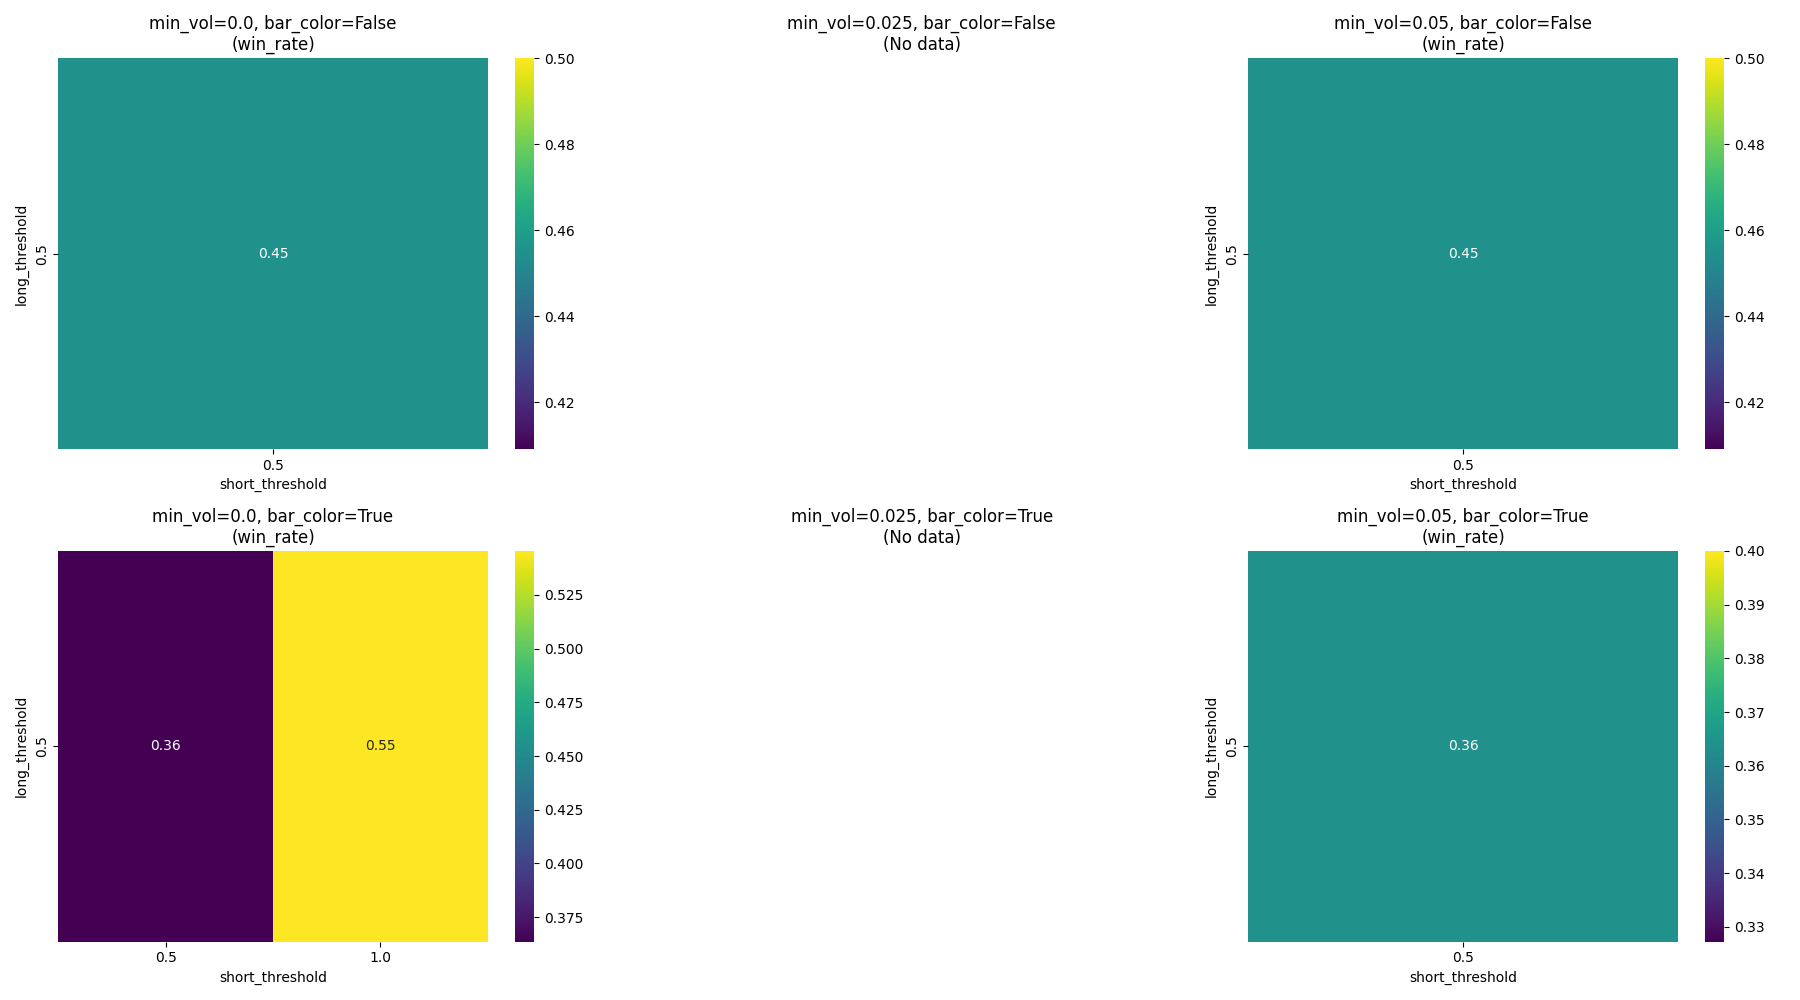 min_vol=0.0, bar_color=False
(win_rate)
0.50
0.48
0.46
0.44
0.42
long_threshold
0.5
0.45
0.5
short_threshold
min_vol=0.025, bar_color=False
(No data)
min_vol=0.05, bar_color=False
(win_rate)
0.50
0.48
0.46
0.44
0.42
long_threshold
0.5
0.45
0.5
short_threshold
min_vol=0.0, bar_color=True
(win_rate)
0.525
0.500
0.475
0.450
0.425
0.400
0.375
long_threshold
0.5
0.36 0.55
0.5 1.0
short_threshold
min_vol=0.025, bar_color=True
(No data)
min_vol=0.05, bar_color=True
(win_rate)
0.40
0.39
0.38
0.37
0.36
0.35
0.34
0.33
long_threshold
0.5
0.36
0.5
short_threshold